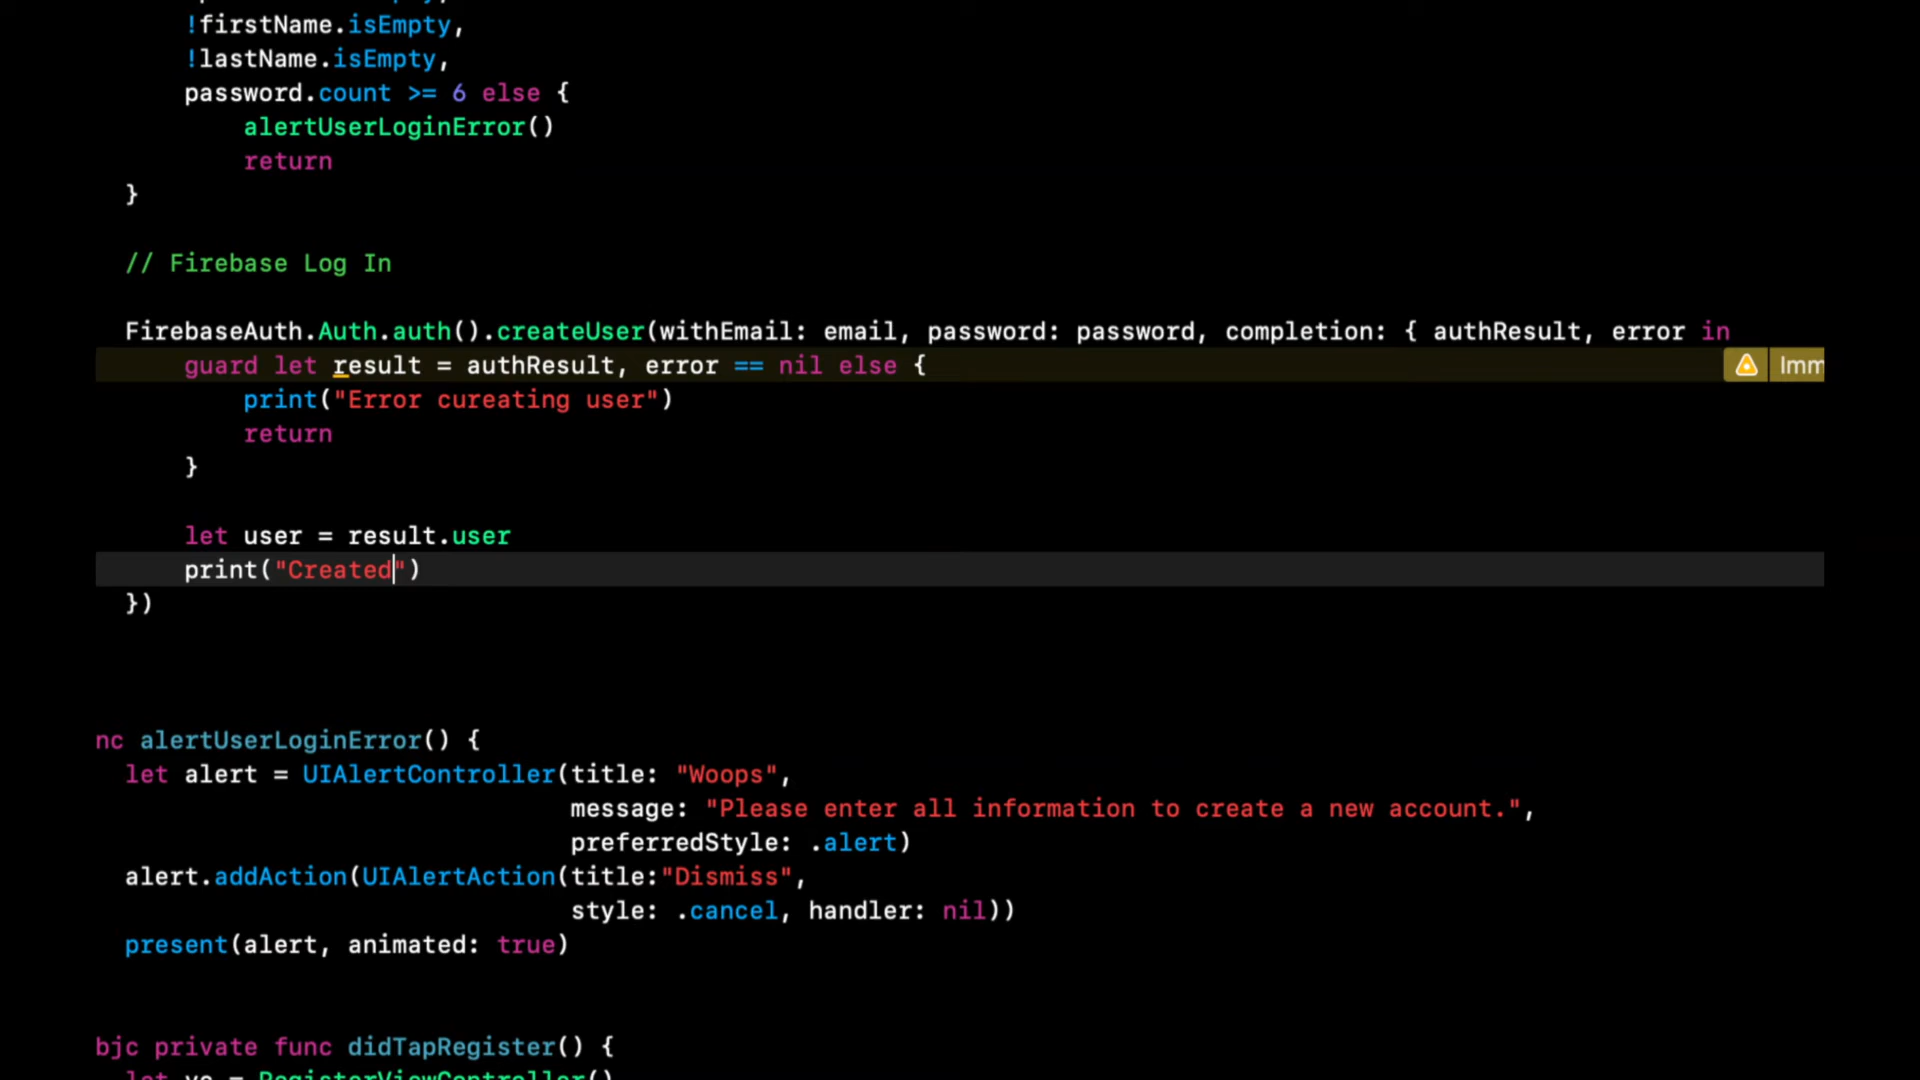 !firstName.isEmpty,
!lastName.isEmpty,
password.count >= 6 else {
alertUserLoginError()
return
}
// Firebase Log In
FirebaseAuth.Auth.auth().createUser(withEmail: email, password: password, completion: { authResult, error in
guard let result = authResult, error == nil else {
Imm
print("Error cureating user")
return
}
let user = result.user
print("Created")
})
nc alertUserLoginError() {
let alert = UIAlertController(title: "Woops",
message: "Please enter all information to create a new account.",
preferredStyle: .alert)
alert.addAction(UIAlertAction(title:"Dismiss",
style: .cancel, handler: nil))
present(alert, animated: true)
bjc private func didTapRegister() {
let vc = RegisterViewController()